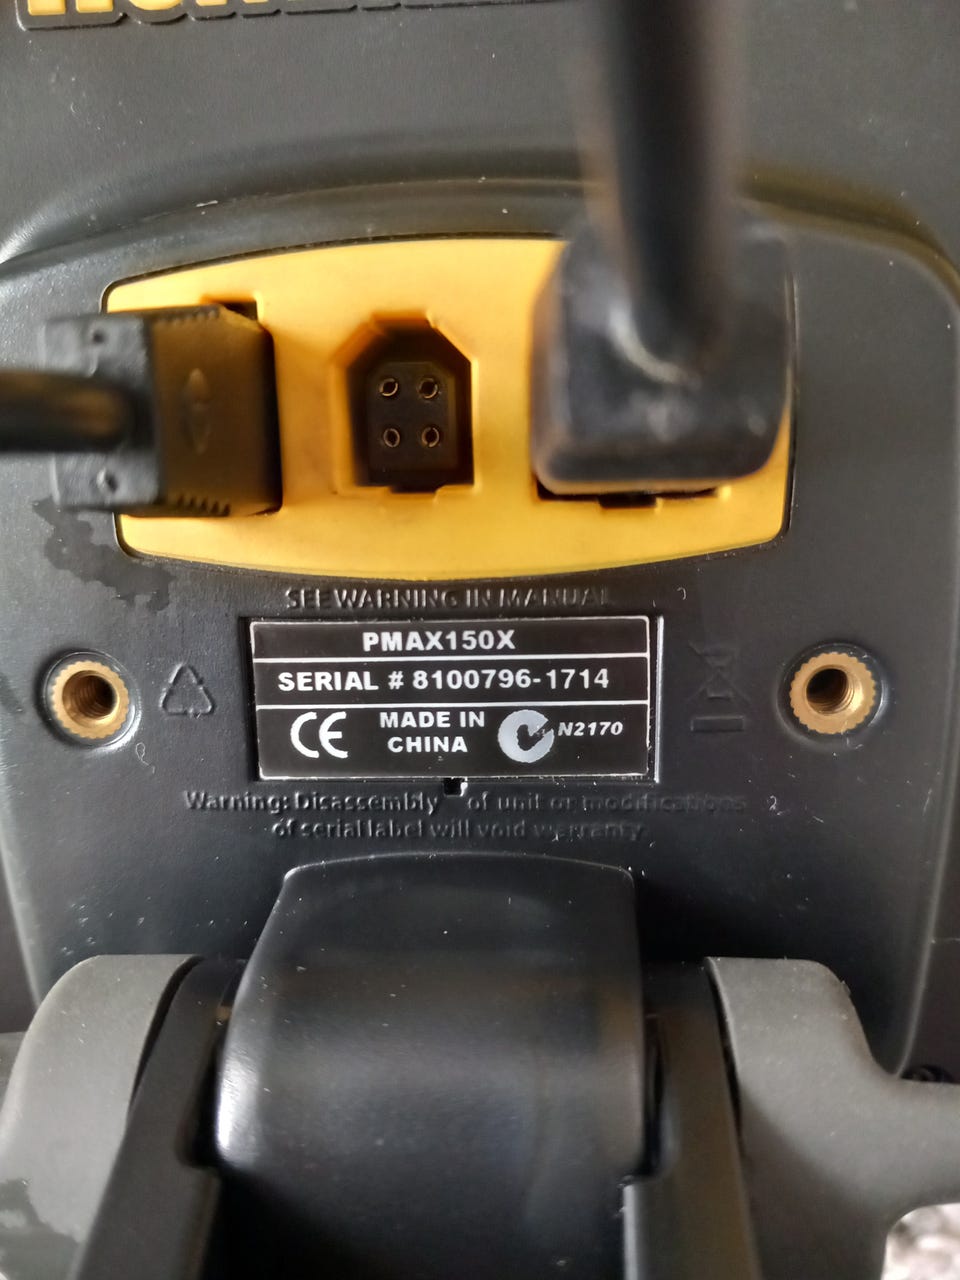 SEE WARNING IN MANUAL
PMAX150X
SERIAL # 8100796-1714
CE MADE IN CHINA N2170
Warning: Disassembly of unit or modifications
of serial label will void warranty.